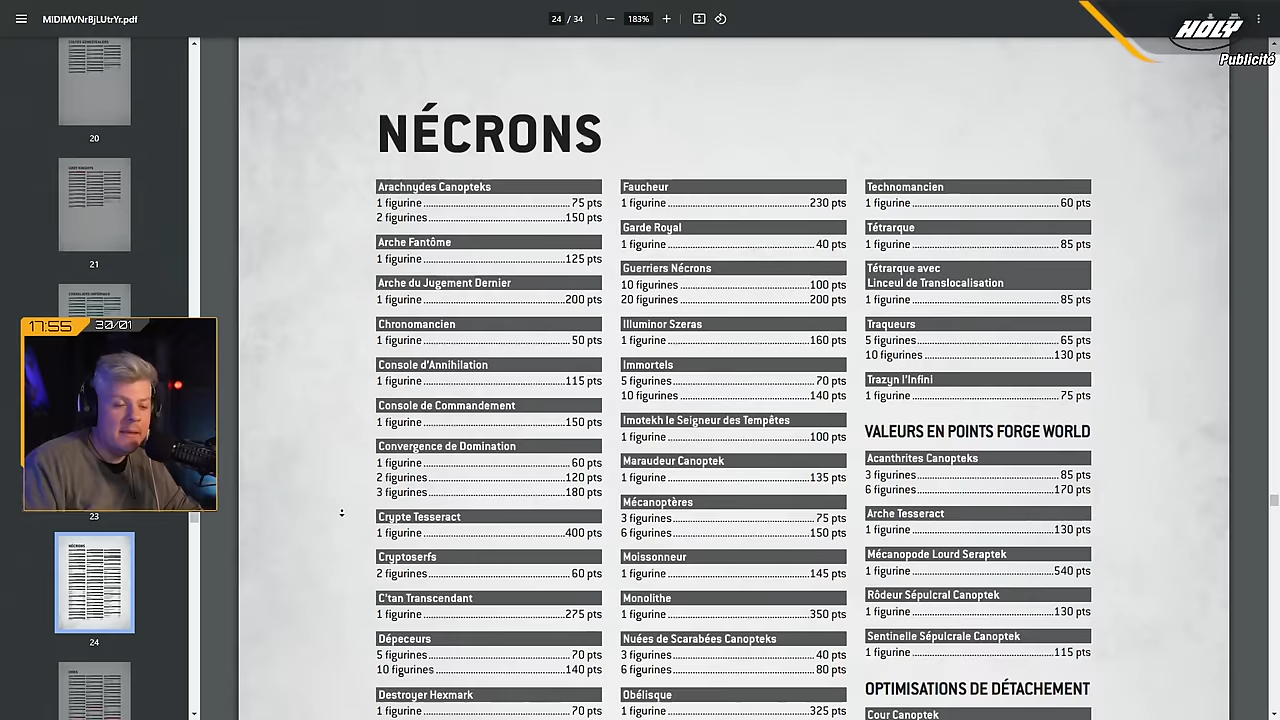 MIDIMVNrBjLUtrYr.pdf
24 / 34
183%
HOLY
Publicité
20
21
17:55 30/01
23
24
NÉCRONS
Arachnydes Canopteks
1 figurine 75 pts
2 figurines 150 pts
Arche Fantôme
1 figurine 125 pts
Arche du Jugement Dernier
1 figurine 200 pts
Chronomancien
1 figurine 50 pts
Console d'Annihilation
1 figurine 115 pts
Console de Commandement
1 figurine 150 pts
Convergence de Domination
1 figurine 60 pts
2 figurines 120 pts
3 figurines 180 pts
Crypte Tesseract
1 figurine 400 pts
Cryptoserfs
2 figurines 60 pts
C'tan Transcendant
1 figurine 275 pts
Dépeceurs
5 figurines 70 pts
10 figurines 140 pts
Destroyer Hexmark
1 figurine 70 pts
Faucheur
1 figurine 230 pts
Garde Royal
1 figurine 40 pts
Guerriers Nécrons
10 figurines 100 pts
20 figurines 200 pts
Illuminor Szeras
1 figurine 160 pts
Immortels
5 figurines 70 pts
10 figurines 140 pts
Imotekh le Seigneur des Tempêtes
1 figurine 100 pts
Maraudeur Canoptek
1 figurine 135 pts
Mécanoptères
3 figurines 75 pts
6 figurines 150 pts
Moissonneur
1 figurine 145 pts
Monolithe
1 figurine 350 pts
Nuées de Scarabées Canopteks
3 figurines 40 pts
6 figurines 80 pts
Obélisque
1 figurine 325 pts
Technomancien
1 figurine 60 pts
Tétrarque
1 figurine 85 pts
Tétrarque avec
Linceul de Translocalisation
1 figurine 85 pts
Traqueurs
5 figurines 65 pts
10 figurines 130 pts
Trazyn l'Infini
1 figurine 75 pts
VALEURS EN POINTS FORGE WORLD
Acanthrites Canopteks
3 figurines 85 pts
6 figurines 170 pts
Arche Tesseract
1 figurine 130 pts
Mécanopode Lourd Seraptek
1 figurine 540 pts
Rôdeur Sépulcral Canoptek
1 figurine 130 pts
Sentinelle Sépulcrale Canoptek
1 figurine 115 pts
OPTIMISATIONS DE DÉTACHEMENT
Cour Canoptek